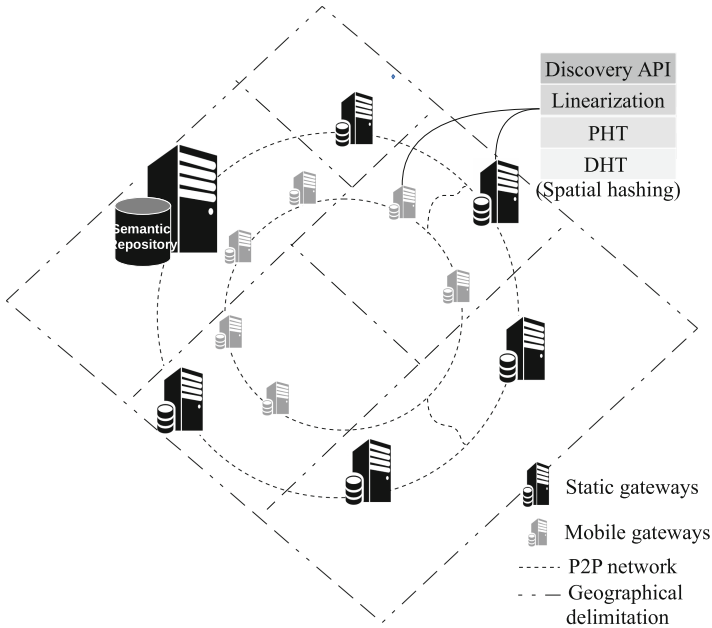 Discovery API
Linearization
PHT
DHT
(Spatial hashing)
Semantic
Repository
Static gateways
Mobile gateways
P2P network
Geographical
delimitation